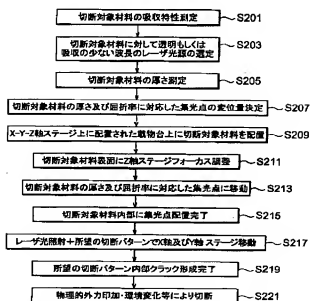 切断対象材料の吸収特性測定
S201
切断対象材料に対して透明もしくは
吸収の少ない波長のレーザ光源の選定
S203
切断対象材料の厚さ測定
S205
切断対象材料の厚さ及び屈折率に対応した集光点の変位量決定
S207
X-Y-Z軸ステージ上に配置された載物台上に切断対象材料を配置
S209
切断対象材料表面にZ軸ステージフォーカス調整
S211
切断対象材料の厚さ及び屈折率に対応した集光点に移動
S213
切断対象材料内部に集光点配置完了
S215
レーザ光照射+所望の切断パターンでX軸及びY軸 ステージ移動
S217
所望の切断パターン内部クラック形成完了
S219
物理的外力印加・環境変化等により切断
S221